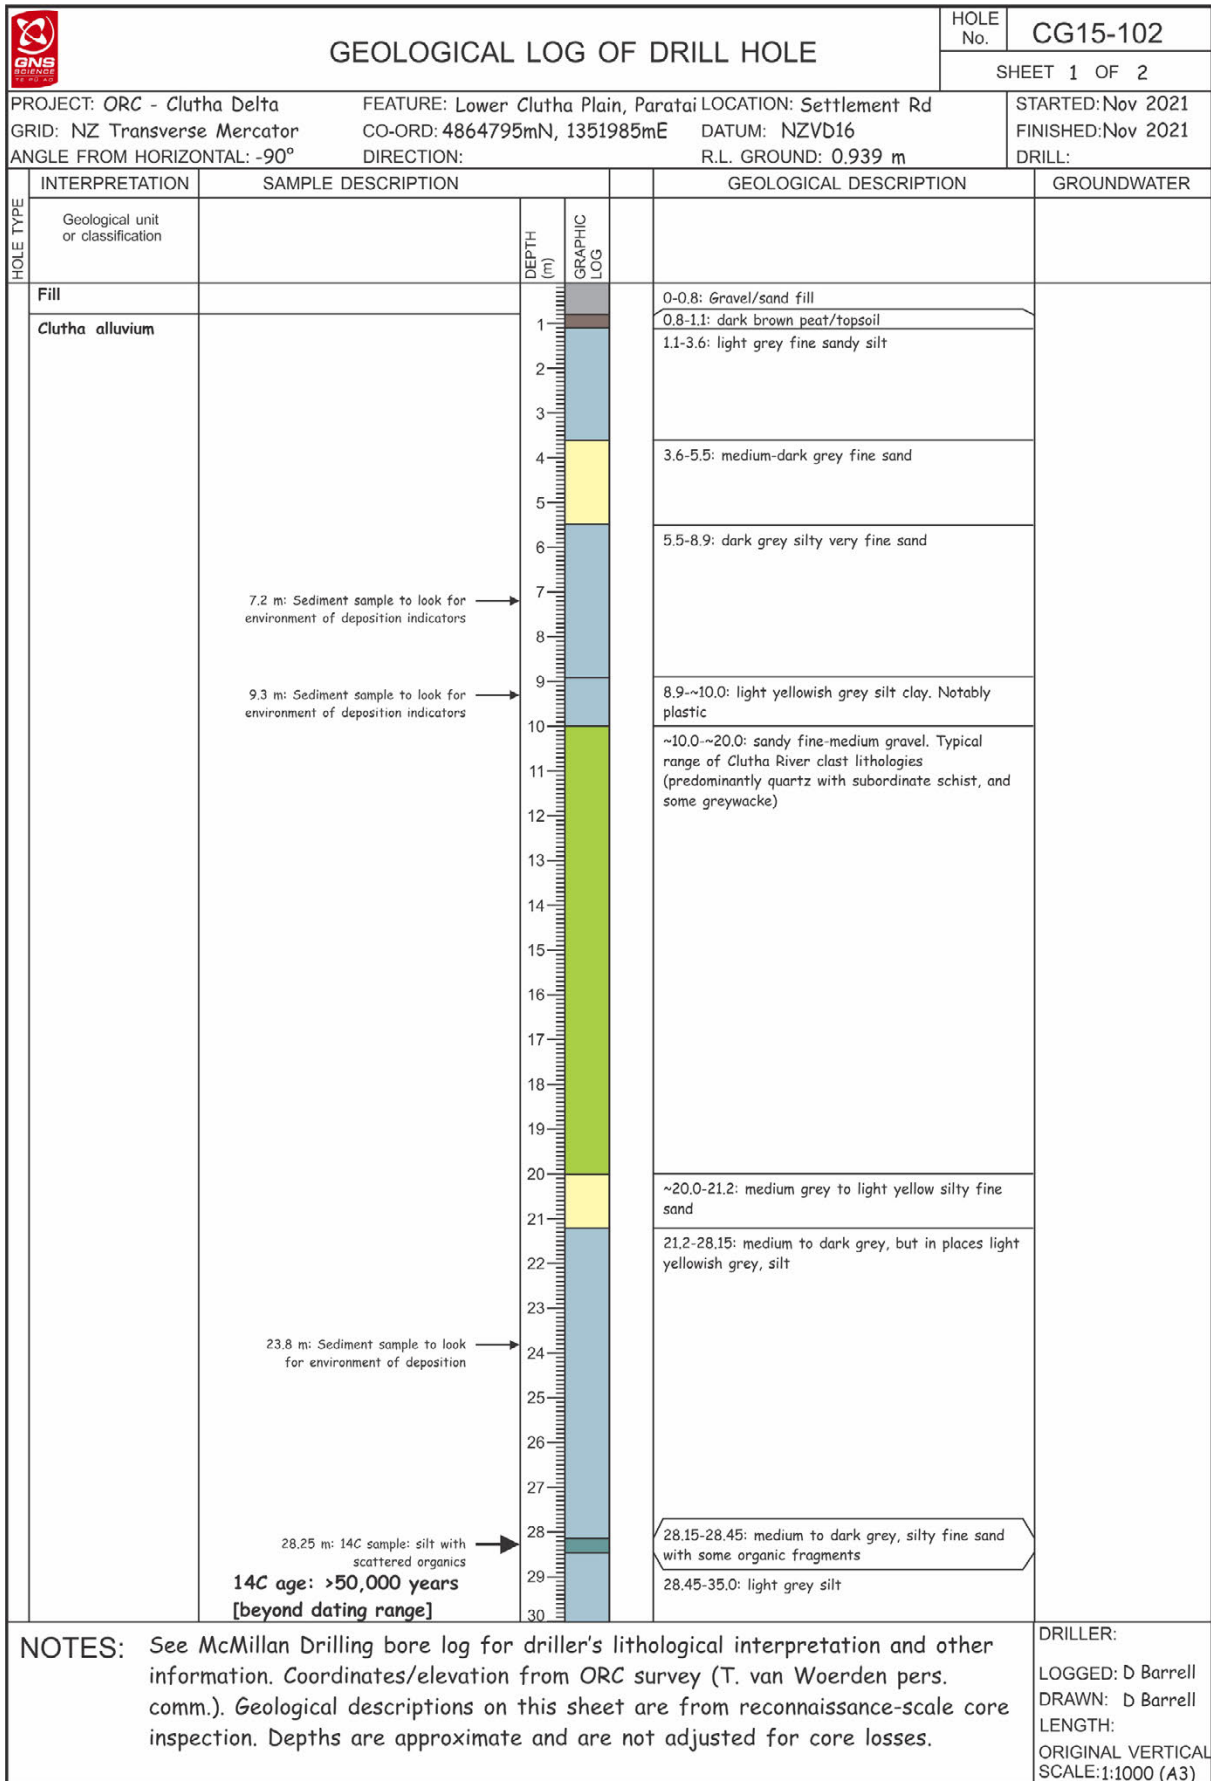 GNS
SCIENCE
TE PŪ AO
GEOLOGICAL LOG OF DRILL HOLE
HOLE
No.
CG15-102
SHEET 1 OF 2
PROJECT: ORC - Clutha Delta
FEATURE: Lower Clutha Plain, Paratai
LOCATION: Settlement Rd
STARTED: Nov 2021
GRID: NZ Transverse Mercator
CO-ORD: 4864795mN, 1351985mE
DATUM: NZVD16
FINISHED: Nov 2021
ANGLE FROM HORIZONTAL: -90°
DIRECTION:
R.L. GROUND: 0.939 m
DRILL:
HOLE TYPE
INTERPRETATION
SAMPLE DESCRIPTION
GEOLOGICAL DESCRIPTION
GROUNDWATER
Geological unit
or classification
DEPTH
(m)
GRAPHIC
LOG
Fill
0-0.8: Gravel/sand fill
0.8-1.1: dark brown peat/topsoil
Clutha alluvium
1
1.1-3.6: light grey fine sandy silt
2
3
4
3.6-5.5: medium-dark grey fine sand
5
5.5-8.9: dark grey silty very fine sand
6
7
7.2 m: Sediment sample to look for
environment of deposition indicators
8
9
9.3 m: Sediment sample to look for
environment of deposition indicators
8.9-~10.0: light yellowish grey silt clay. Notably
plastic
10
~10.0-~20.0: sandy fine-medium gravel. Typical
range of Clutha River clast lithologies
(predominantly quartz with subordinate schist, and
some greywacke)
11
12
13
14
15
16
17
18
19
20
~20.0-21.2: medium grey to light yellow silty fine
sand
21
21.2-28.15: medium to dark grey, but in places light
yellowish grey, silt
22
23
23.8 m: Sediment sample to look
for environment of deposition
24
25
26
27
28
28.25 m: 14C sample: silt with
scattered organics
28.15-28.45: medium to dark grey, silty fine sand
with some organic fragments
29
14C age: >50,000 years
[beyond dating range]
28.45-35.0: light grey silt
30
NOTES: See McMillan Drilling bore log for driller's lithological interpretation and other
information. Coordinates/elevation from ORC survey (T. van Woerden pers.
comm.). Geological descriptions on this sheet are from reconnaissance-scale core
inspection. Depths are approximate and are not adjusted for core losses.
DRILLER:
LOGGED: D Barrell
DRAWN: D Barrell
LENGTH:
ORIGINAL VERTICAL
SCALE: 1:1000 (A3)